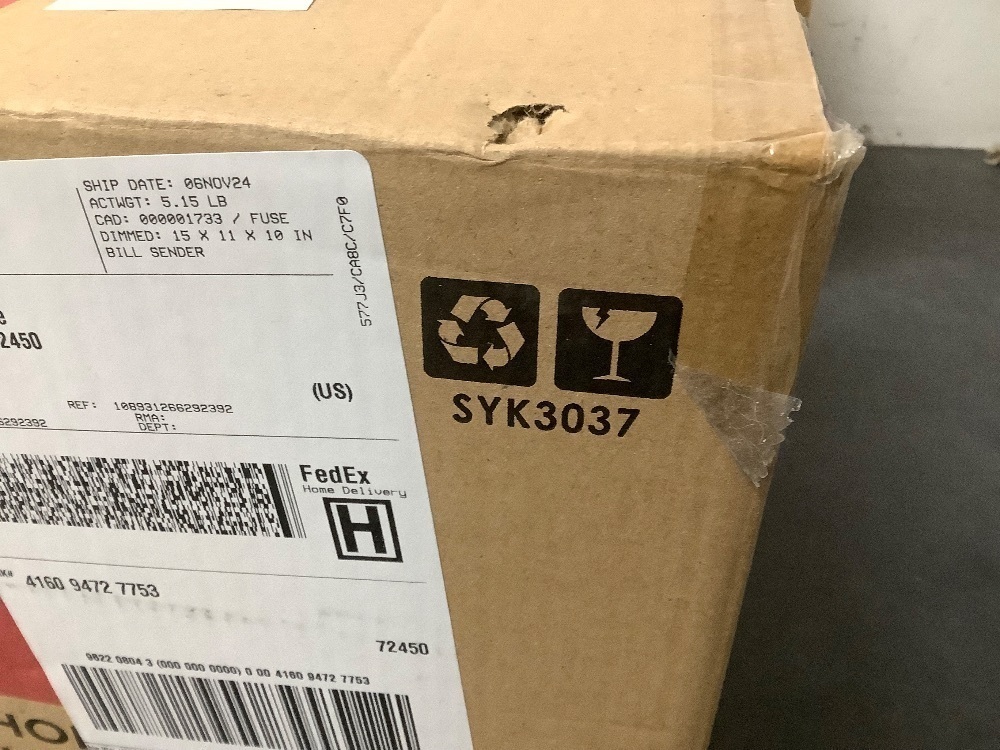 SHIP DATE: 06NOV24
ACTWGT: 5.15 LB
CAD: 000001733 / FUSE
DIMMED: 15 X 11 X 10 IN
BILL SENDER
577J3/CA8C/C7F0
2450
(US)
REF: 106931266292392
6292392
RMA:
DEPT:
FedEx
Home Delivery
H
4160 9472 7753
72450
9622 0804 3 (000 000 0000) 0 00 4160 9472 7753
SYK3037
HO